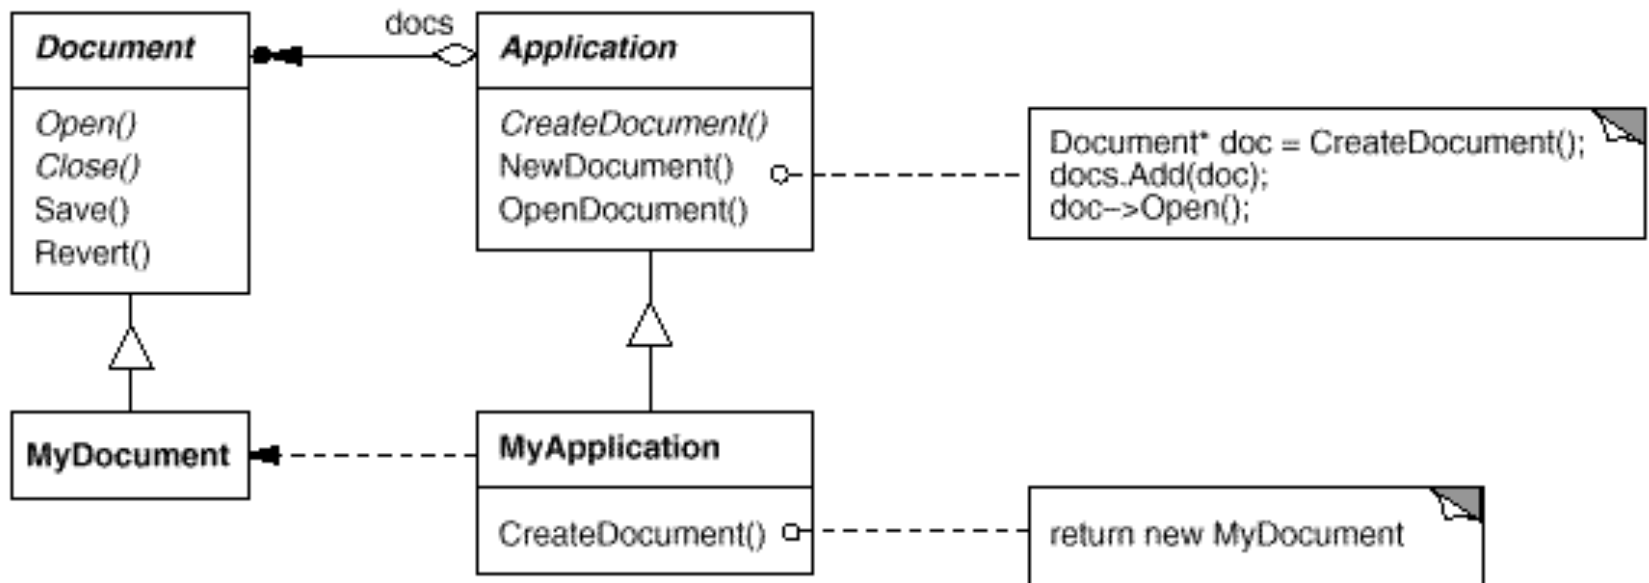 docs
Document
Open()
Close()
Save()
Revert()
Application
CreateDocument()
NewDocument()
OpenDocument()
Document* doc = CreateDocument();
docs.Add(doc);
doc–>Open();
MyDocument
MyApplication
CreateDocument()
return new MyDocument